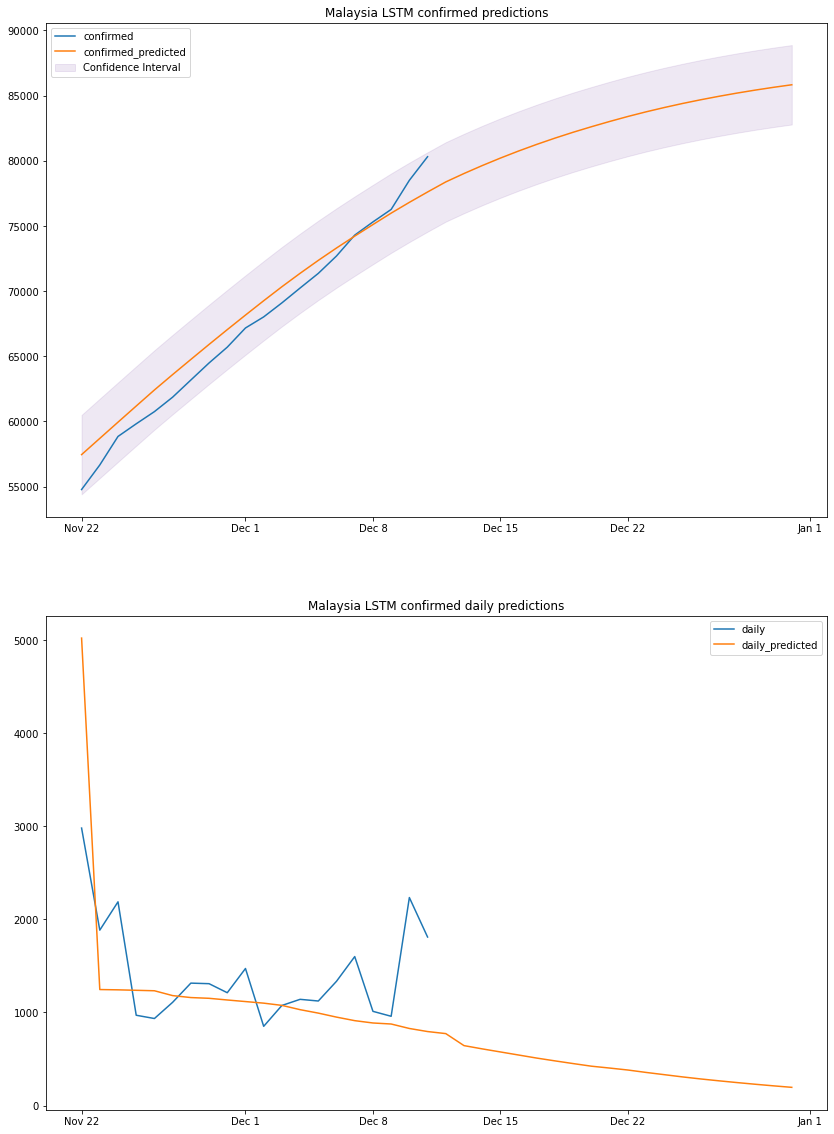 Malaysia LSTM confirmed predictions
90000
85000
80000
75000
70000
65000
60000
55000
confirmed
confirmed_predicted
Confidence Interval
Nov 22
Dec 1
Dec 8
Dec 15
Dec 22
Jan 1
Malaysia LSTM confirmed daily predictions
5000
4000
3000
2000
1000
0
daily
daily_predicted
Nov 22
Dec 1
Dec 8
Dec 15
Dec 22
Jan 1